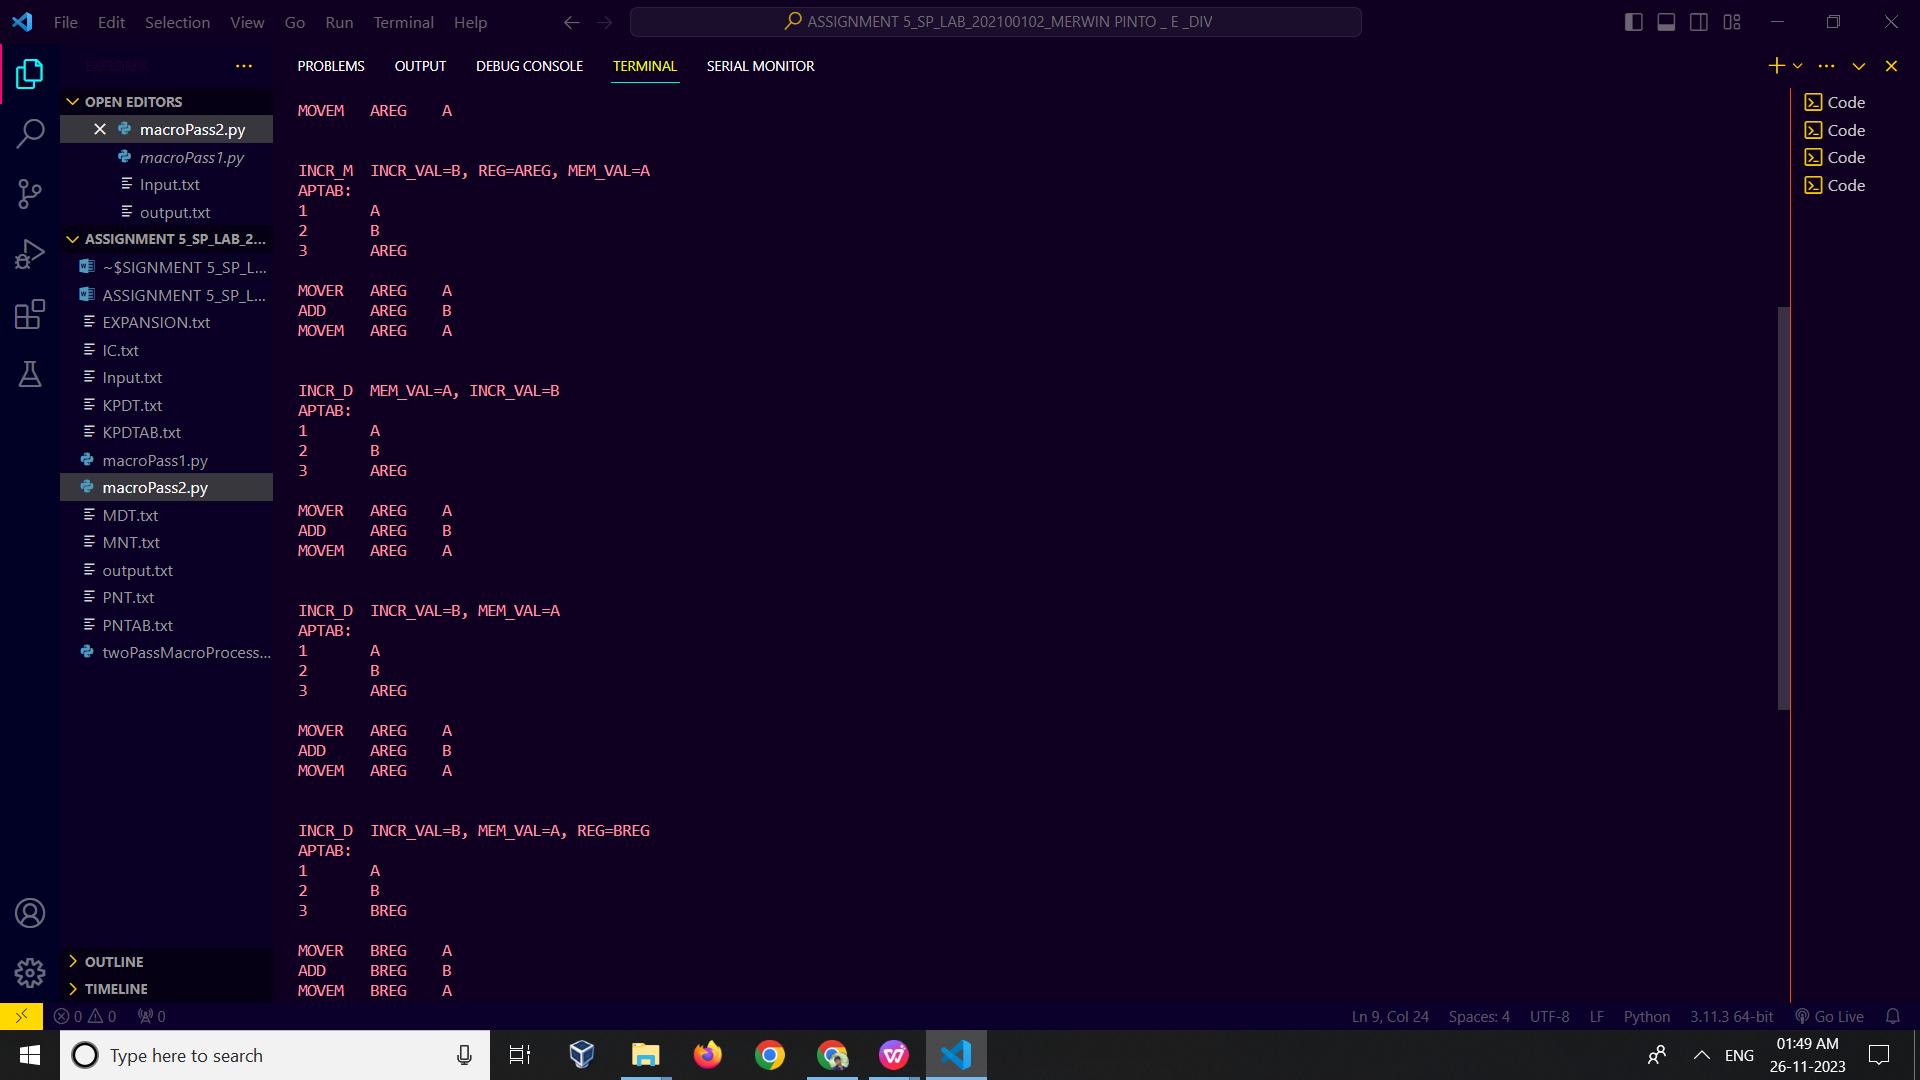 File Edit Selection View Go Run Terminal Help
ASSIGNMENT 5_SP_LAB_202100102_MERWIN PINTO _ E _DIV
EXPLORER
OPEN EDITORS
macroPass2.py
macroPass1.py
Input.txt
output.txt
ASSIGNMENT 5_SP_LAB_2...
~$SIGNMENT 5_SP_L...
ASSIGNMENT 5_SP_L...
EXPANSION.txt
IC.txt
Input.txt
KPDT.txt
KPDTAB.txt
macroPass1.py
macroPass2.py
MDT.txt
MNT.txt
output.txt
PNT.txt
PNTAB.txt
twoPassMacroProcess...
OUTLINE
TIMELINE
PROBLEMS OUTPUT DEBUG CONSOLE TERMINAL SERIAL MONITOR
MOVEM AREG A
INCR_M INCR_VAL=B, REG=AREG, MEM_VAL=A
APTAB:
1 A
2 B
3 AREG
MOVER AREG A
ADD AREG B
MOVEM AREG A
INCR_D MEM_VAL=A, INCR_VAL=B
APTAB:
1 A
2 B
3 AREG
MOVER AREG A
ADD AREG B
MOVEM AREG A
INCR_D INCR_VAL=B, MEM_VAL=A
APTAB:
1 A
2 B
3 AREG
MOVER AREG A
ADD AREG B
MOVEM AREG A
INCR_D INCR_VAL=B, MEM_VAL=A, REG=BREG
APTAB:
1 A
2 B
3 BREG
MOVER BREG A
ADD BREG B
MOVEM BREG A
Code
Code
Code
Code
0 0 0 Ln 9, Col 24 Spaces: 4 UTF-8 LF Python 3.11.3 64-bit Go Live
Type here to search
ENG
01:49 AM
26-11-2023